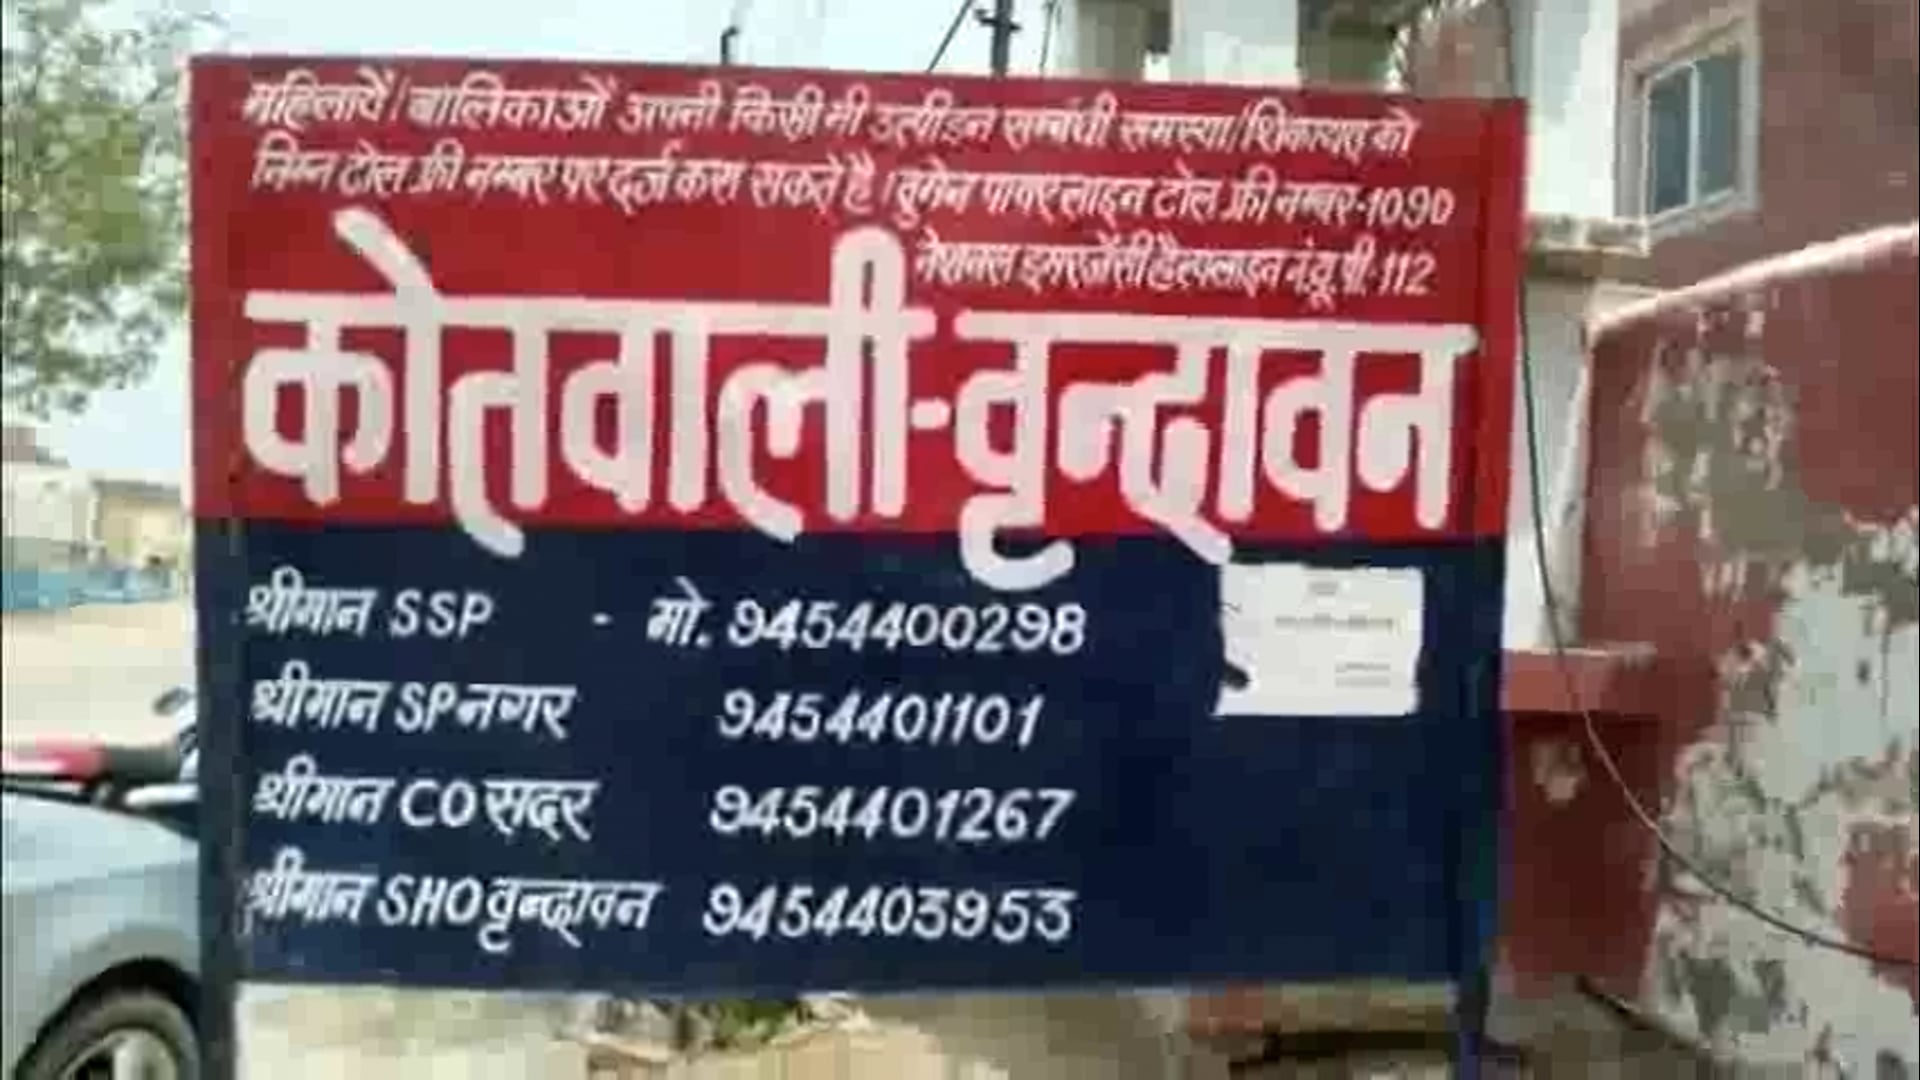 महिलायें/बालिकाओं अपनी किसी भी उत्पीडन सम्बंधी समस्या/शिकायत को
निम्न टोल फ्री नम्बर पर दर्ज करा सकते है । वुमेन पावर लाइन टोल फ्री नम्बर-1090
नेशनल इमरजेंसी हैल्पलाइन नं.यू.पी.-112
कोतवाली-वृन्दावन
श्रीमान SSP - मो. 9454400298
श्रीमान SP नगर 9454401101
श्रीमान CO सदर 9454401267
श्रीमान SHO वृन्दावन 9454403953